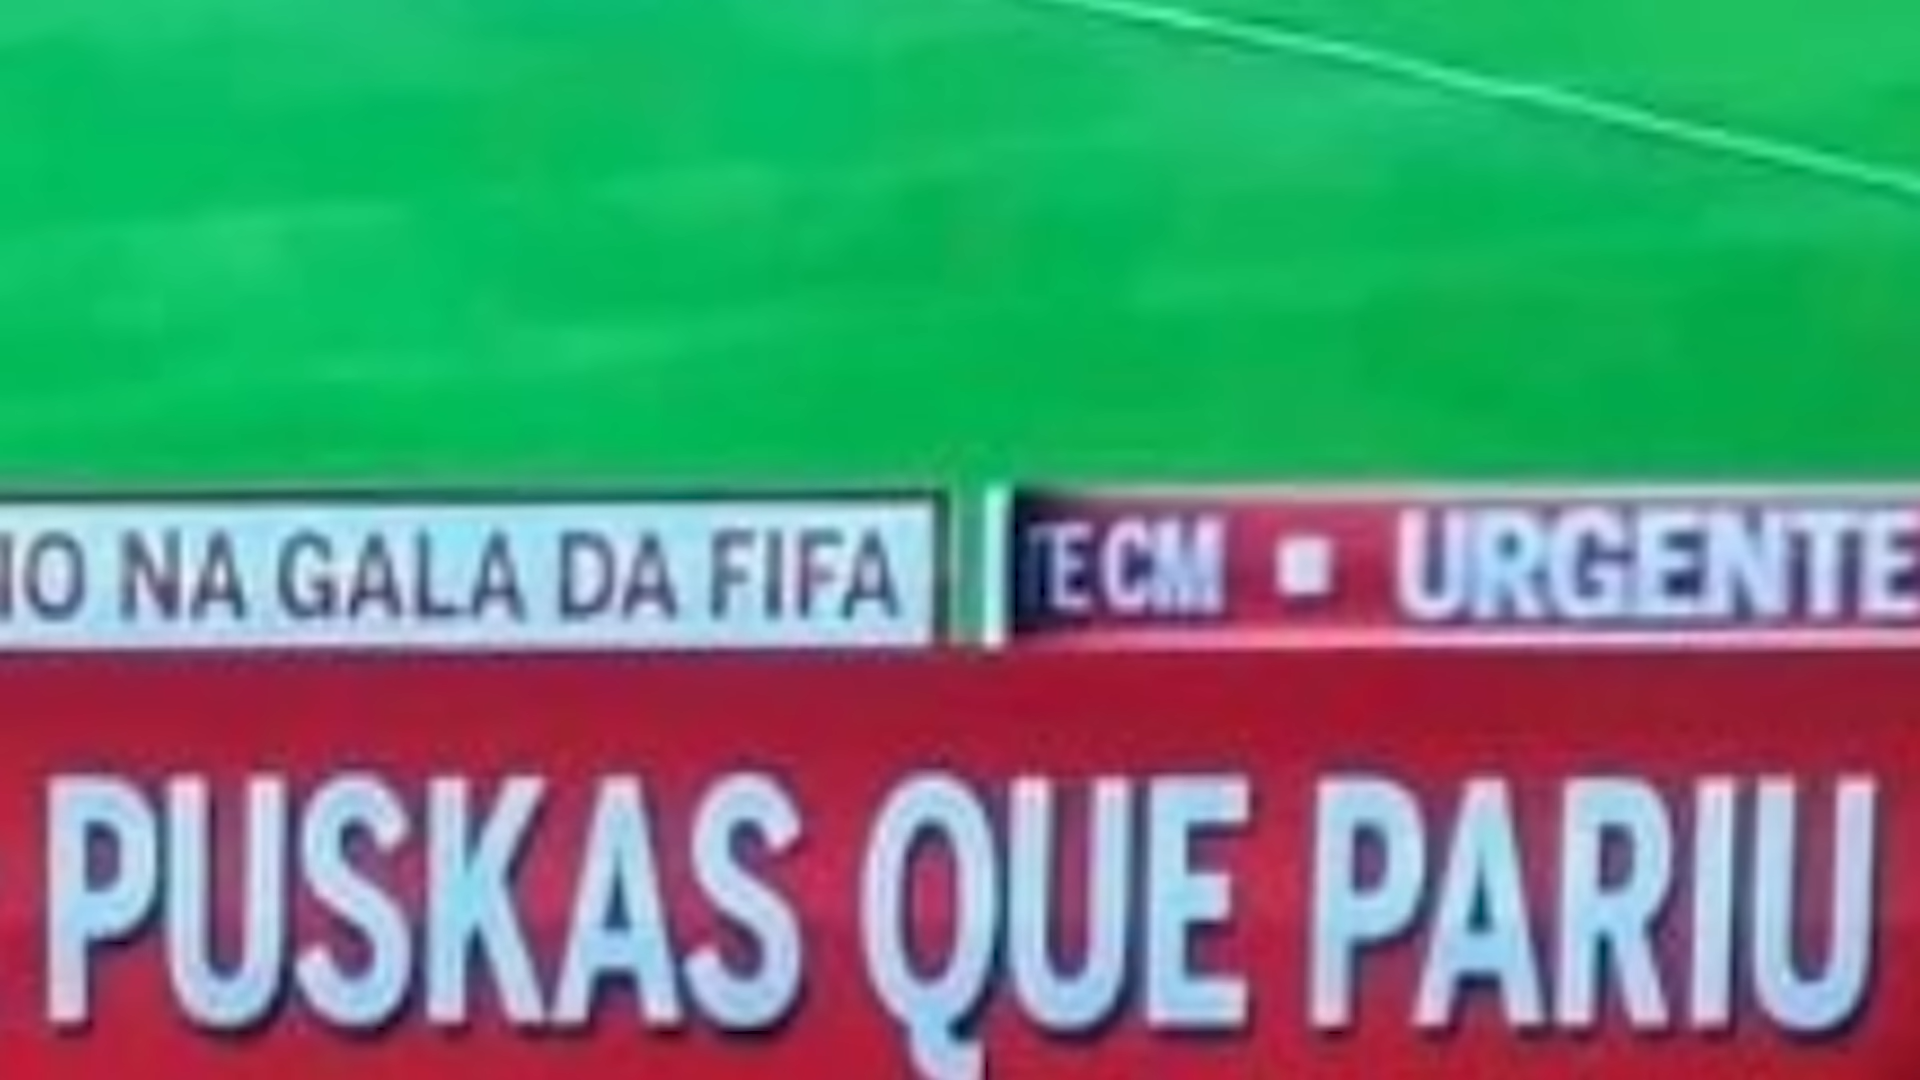 NA GALA DA FIFA
CM ▪ URGENTE
PUSKAS QUE PARIU